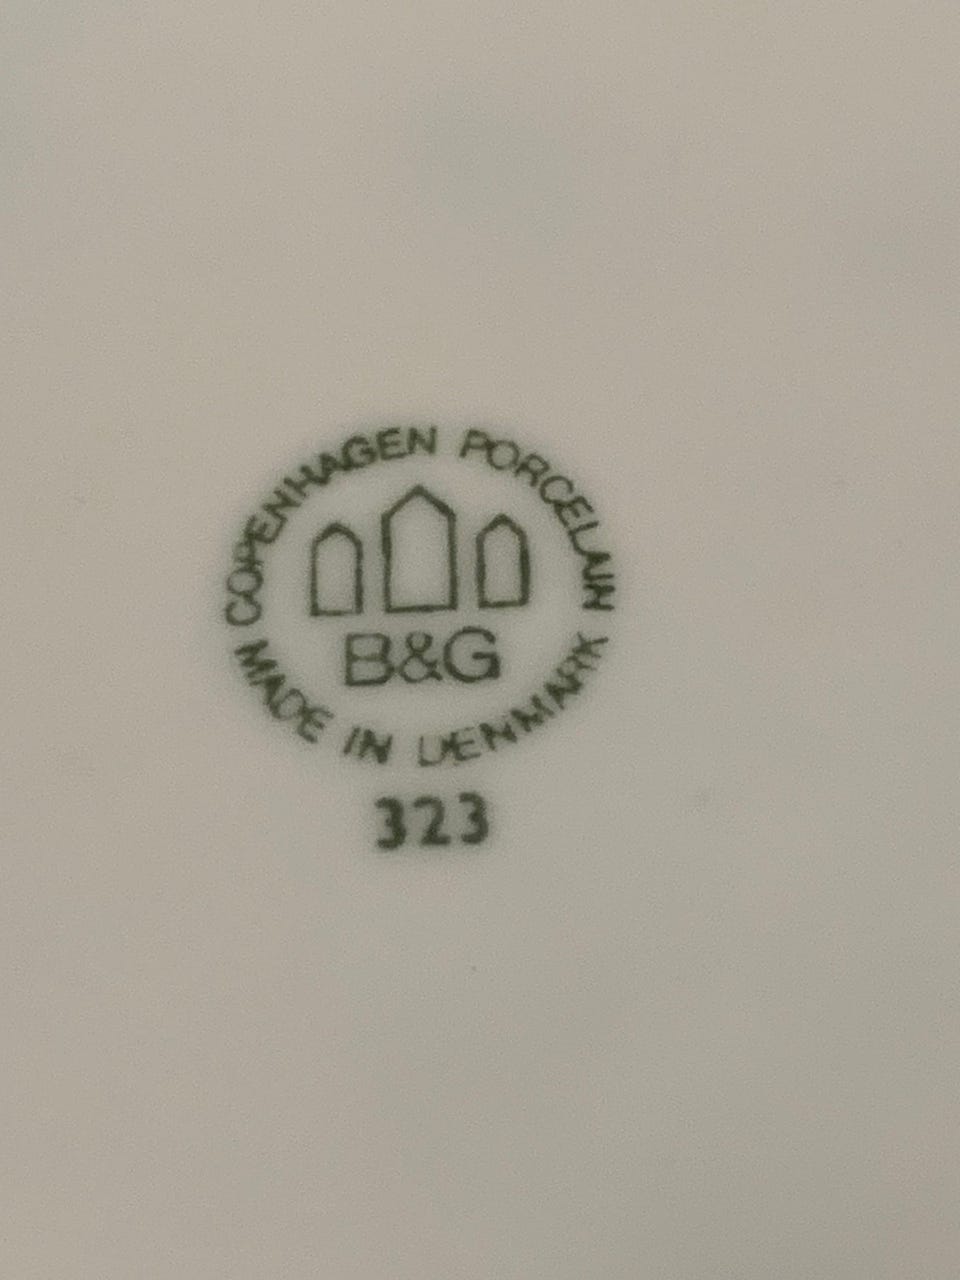 COPENHAGEN PORCELAIN
B&G
MADE IN DENMARK
323